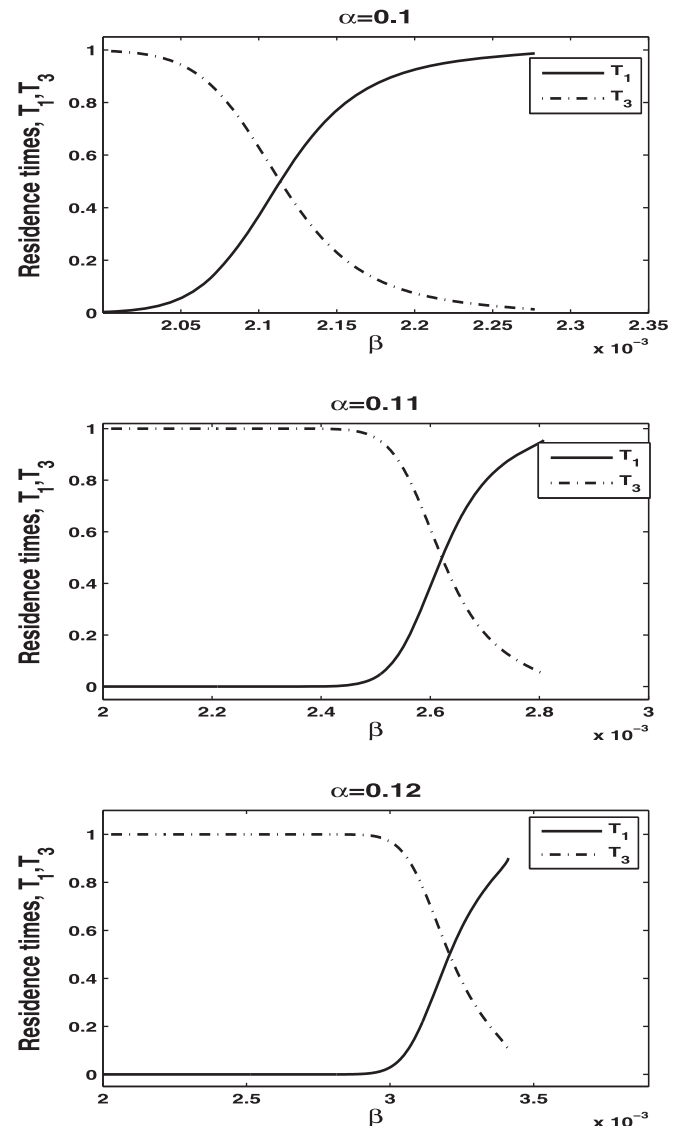 α=0.1
Residence times, T1,T3
1
0.8
0.6
0.4
0.2
0
T1
T3
2.05 2.1 2.15 2.2 2.25 2.3 2.35
β
x 10⁻³
α=0.11
Residence times, T1,T3
1
0.8
0.6
0.4
0.2
0
T1
T3
2 2.2 2.4 2.6 2.8 3
β
x 10⁻³
α=0.12
Residence times, T1,T3
1
0.8
0.6
0.4
0.2
0
T1
T3
2 2.5 3 3.5
β
x 10⁻³